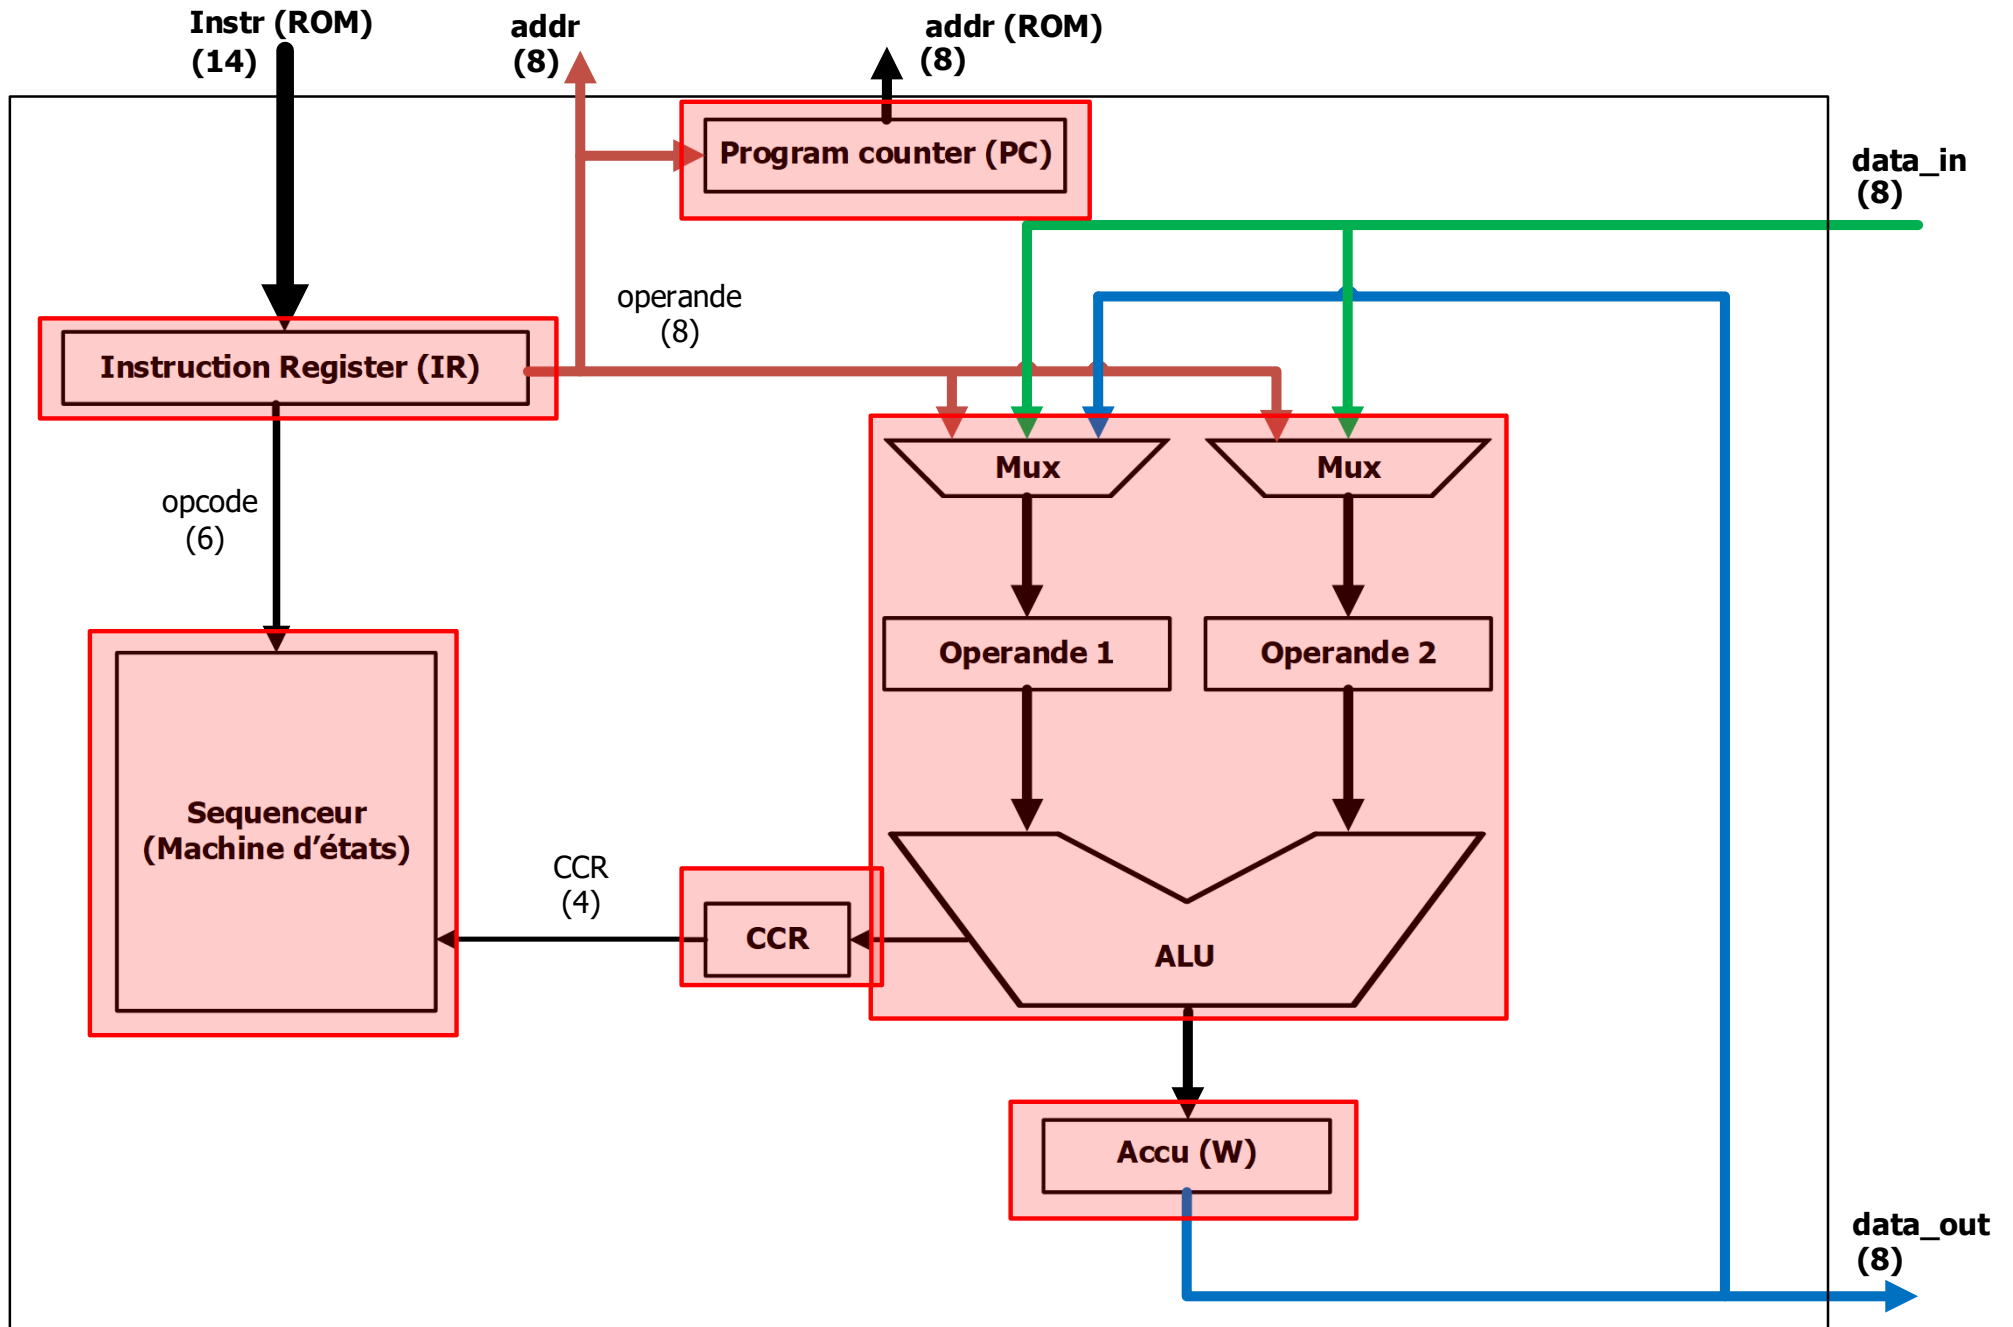 Instr (ROM)
(14)
addr
(8)
addr (ROM)
(8)
Program counter (PC)
data_in
(8)
operande
(8)
Instruction Register (IR)
Mux
Mux
opcode
(6)
Operande 1
Operande 2
Sequenceur
(Machine d'états)
CCR
(4)
CCR
ALU
Accu (W)
data_out
(8)